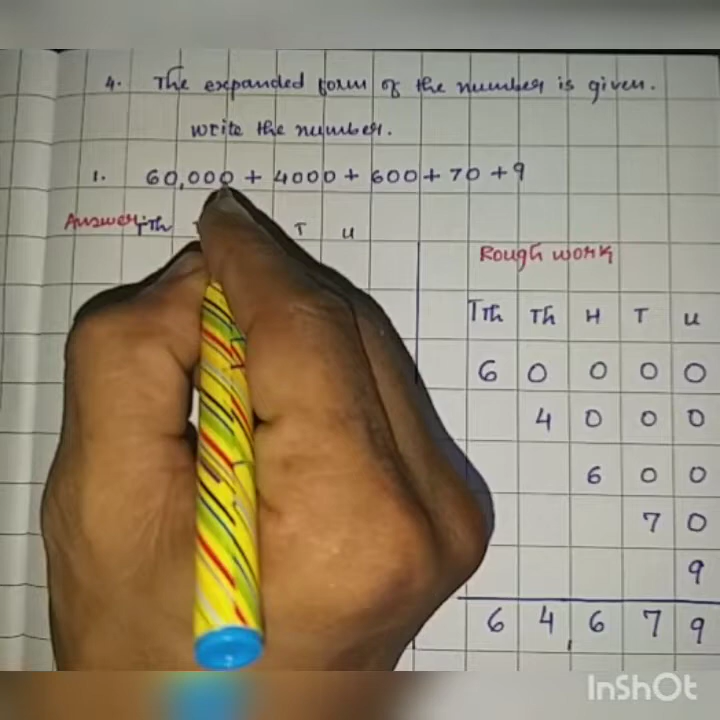 4. The expanded form of the number is given.
Write the number.
1. 60,000 + 4000 + 600 + 70 + 9
Answer: T U
Rough work
Tth Th H T U
6 0 0 0 0
4 0 0 0
6 0 0
7 0
9
6 4, 6 7 9
InShOt